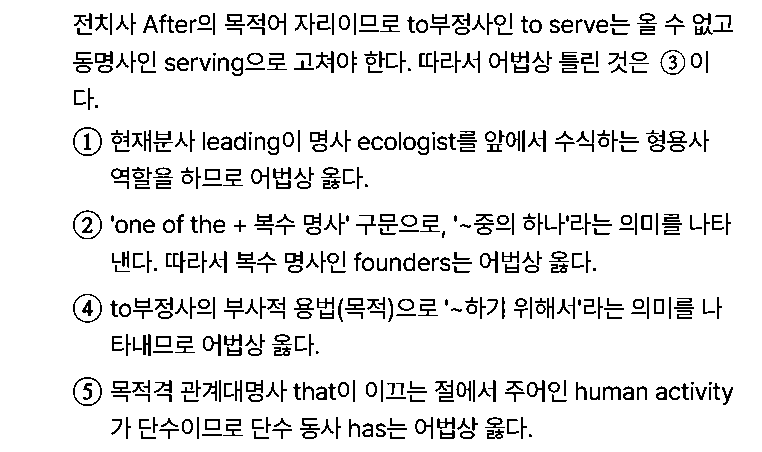 전치사 After의 목적어 자리이므로 to부정사인 to serve는 올 수 없고
동명사인 serving으로 고쳐야 한다. 따라서 어법상 틀린 것은 ③이
다.
① 현재분사 leading이 명사 ecologist를 앞에서 수식하는 형용사
역할을 하므로 어법상 옳다.
② 'one of the + 복수 명사' 구문으로, '~중의 하나'라는 의미를 나타
낸다. 따라서 복수 명사인 founders는 어법상 옳다.
④ to부정사의 부사적 용법(목적)으로 '~하기 위해서'라는 의미를 나
타내므로 어법상 옳다.
⑤ 목적격 관계대명사 that이 이끄는 절에서 주어인 human activity
가 단수이므로 단수 동사 has는 어법상 옳다.